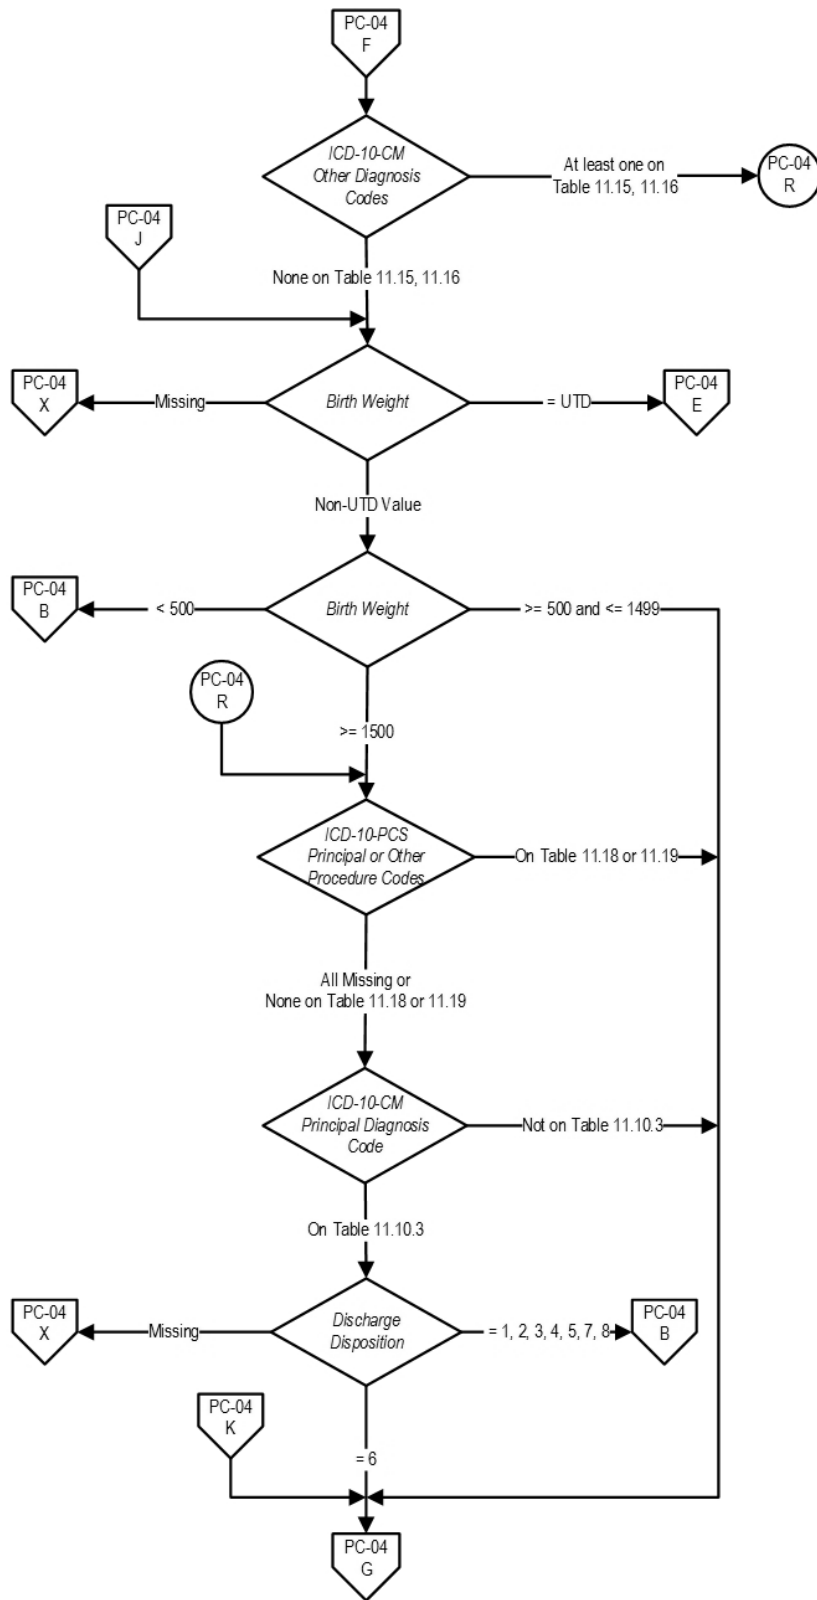 PC-04
F
ICD-10-CM
Other Diagnosis
Codes
At least one on
Table 11.15, 11.16
PC-04
R
PC-04
J
None on Table 11.15, 11.16
PC-04
X
Missing
Birth Weight
= UTD
PC-04
E
Non-UTD Value
PC-04
B
< 500
Birth Weight
>= 500 and <= 1499
PC-04
R
>= 1500
ICD-10-PCS
Principal or Other
Procedure Codes
On Table 11.18 or 11.19
All Missing or
None on Table 11.18 or 11.19
ICD-10-CM
Principal Diagnosis
Code
Not on Table 11.10.3
On Table 11.10.3
PC-04
X
Missing
Discharge
Disposition
= 1, 2, 3, 4, 5, 7, 8
PC-04
B
PC-04
K
= 6
PC-04
G